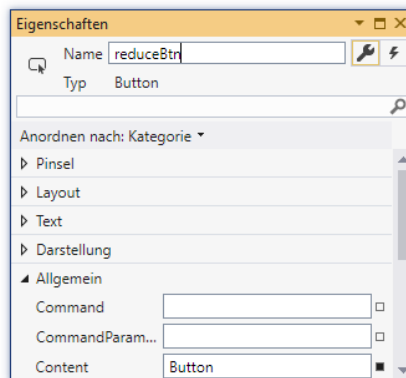 Eigenschaften
Name reduceBtn
Typ Button
Anordnen nach: Kategorie
Pinsel
Layout
Text
Darstellung
Allgemein
Command
CommandParam...
Content Button